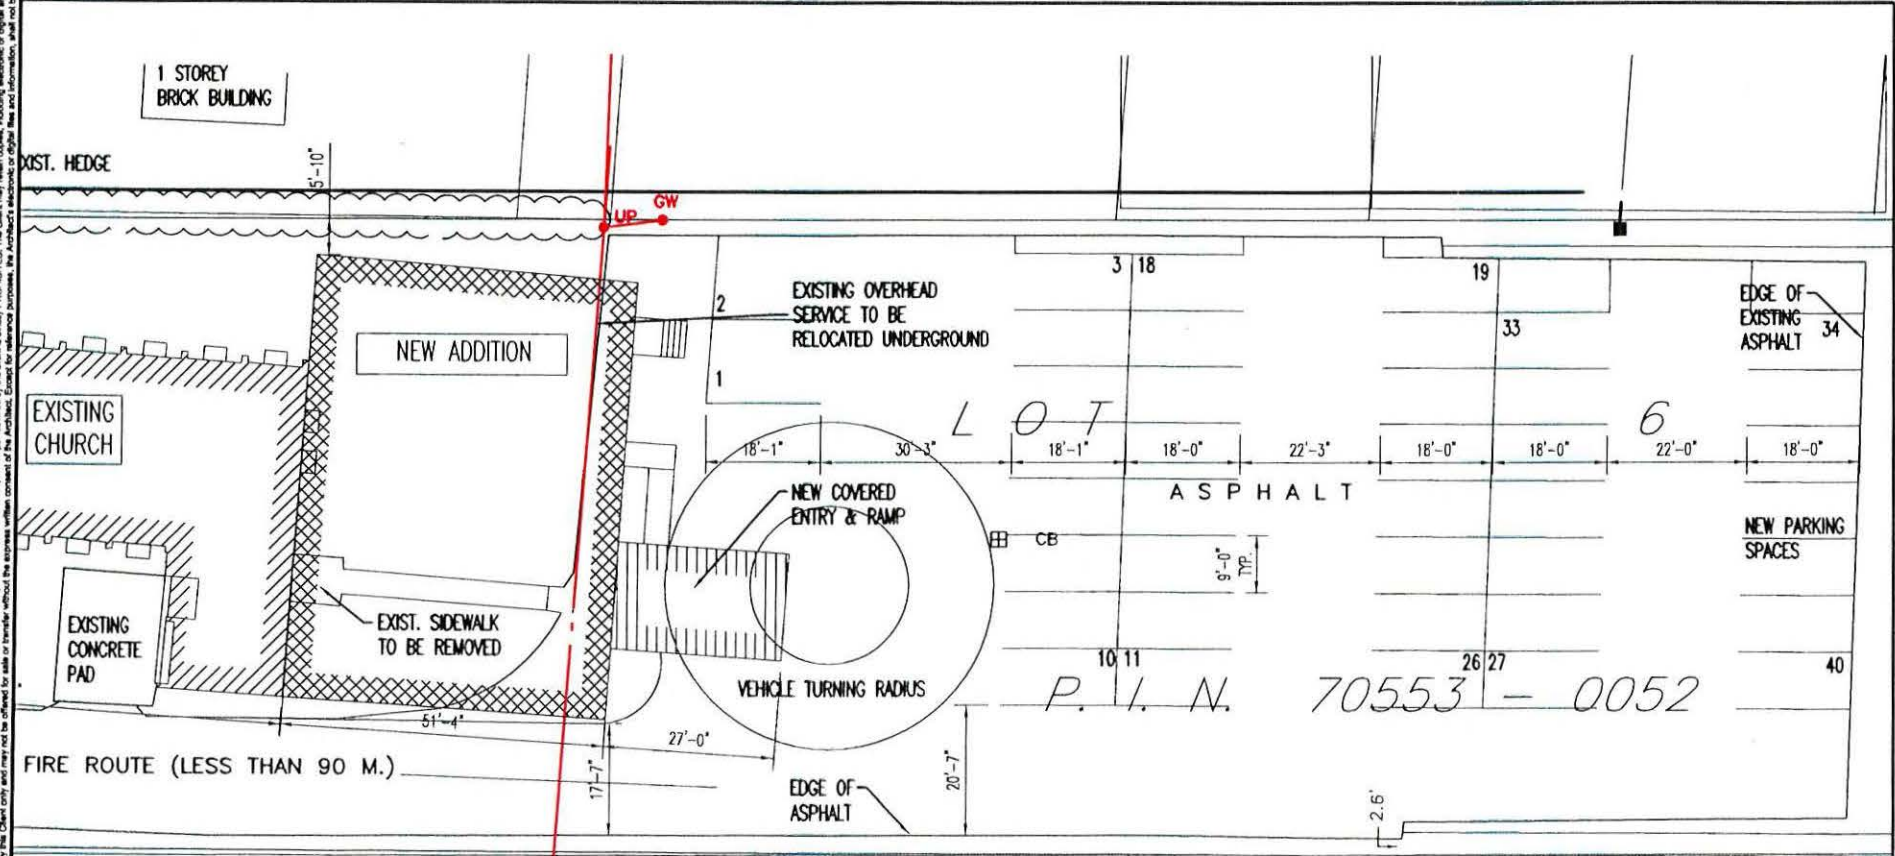 1 STOREY
BRICK BUILDING
XIST. HEDGE
5'-10"
UP
GW
NEW ADDITION
EXISTING
CHURCH
EXISTING OVERHEAD
SERVICE TO BE
RELOCATED UNDERGROUND
2
1
3 18
19
33
EDGE OF
EXISTING
ASPHALT
34
LOT 6
18'-1"
30'-3"
18'-1"
18'-0"
22'-3"
18'-0"
18'-0"
22'-0"
18'-0"
ASPHALT
NEW COVERED
ENTRY & RAMP
CB
9'-0"
TYP.
NEW PARKING
SPACES
EXISTING
CONCRETE
PAD
EXIST. SIDEWALK
TO BE REMOVED
VEHICLE TURNING RADIUS
10 11
26 27
40
P. I. N. 70553 - 0052
51'-4"
27'-0"
17'-7"
20'-7"
FIRE ROUTE (LESS THAN 90 M.)
EDGE OF
ASPHALT
2.6'